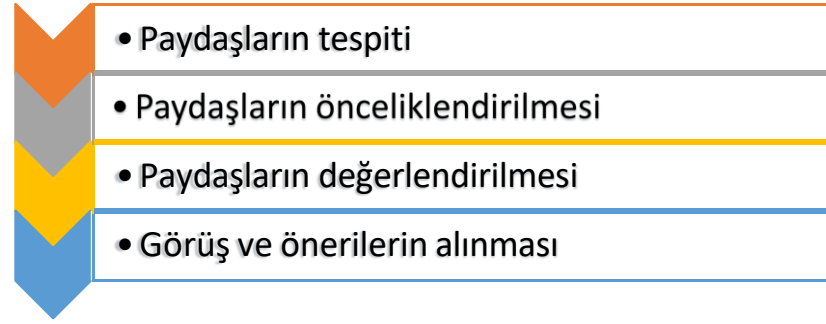 • Paydaşların tespiti
• Paydaşların önceliklendirilmesi
• Paydaşların değerlendirilmesi
• Görüş ve önerilerin alınması